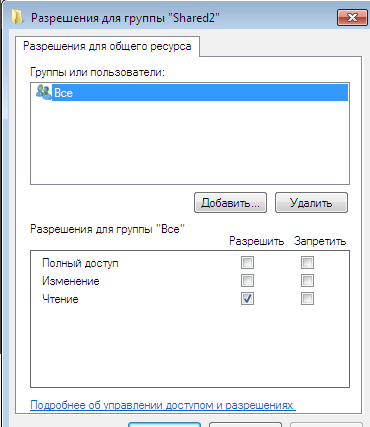 Разрешения для группы "Shared2"
Разрешения для общего ресурса
Группы или пользователи:
Все
Добавить...
Удалить
Разрешения для группы "Все"
Разрешить Запретить
Полный доступ
Изменение
Чтение
Подробнее об управлении доступом и разрешениях.